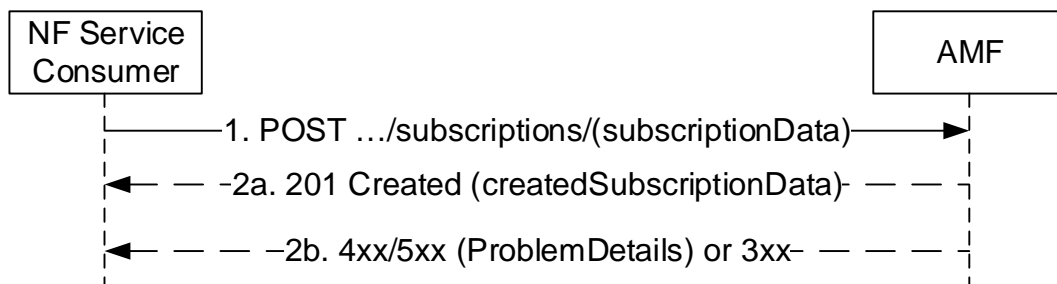 NF Service
Consumer
AMF
1. POST …/subscriptions/(subscriptionData)
2a. 201 Created (createdSubscriptionData)
2b. 4xx/5xx (ProblemDetails) or 3xx